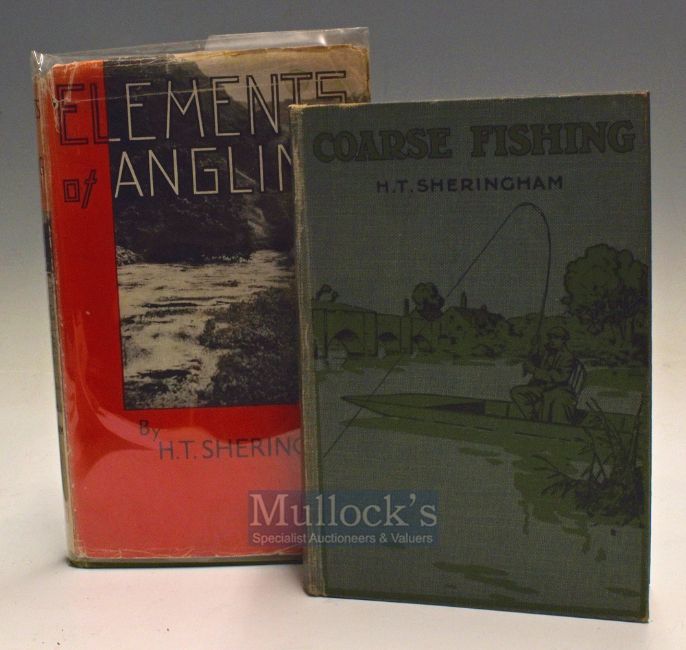 ELEMENTS
of ANGLIN
By
H.T. SHERING
COARSE FISHING
H.T. SHERINGHAM
Mullock's
Specialist Auctioneers & Valuers